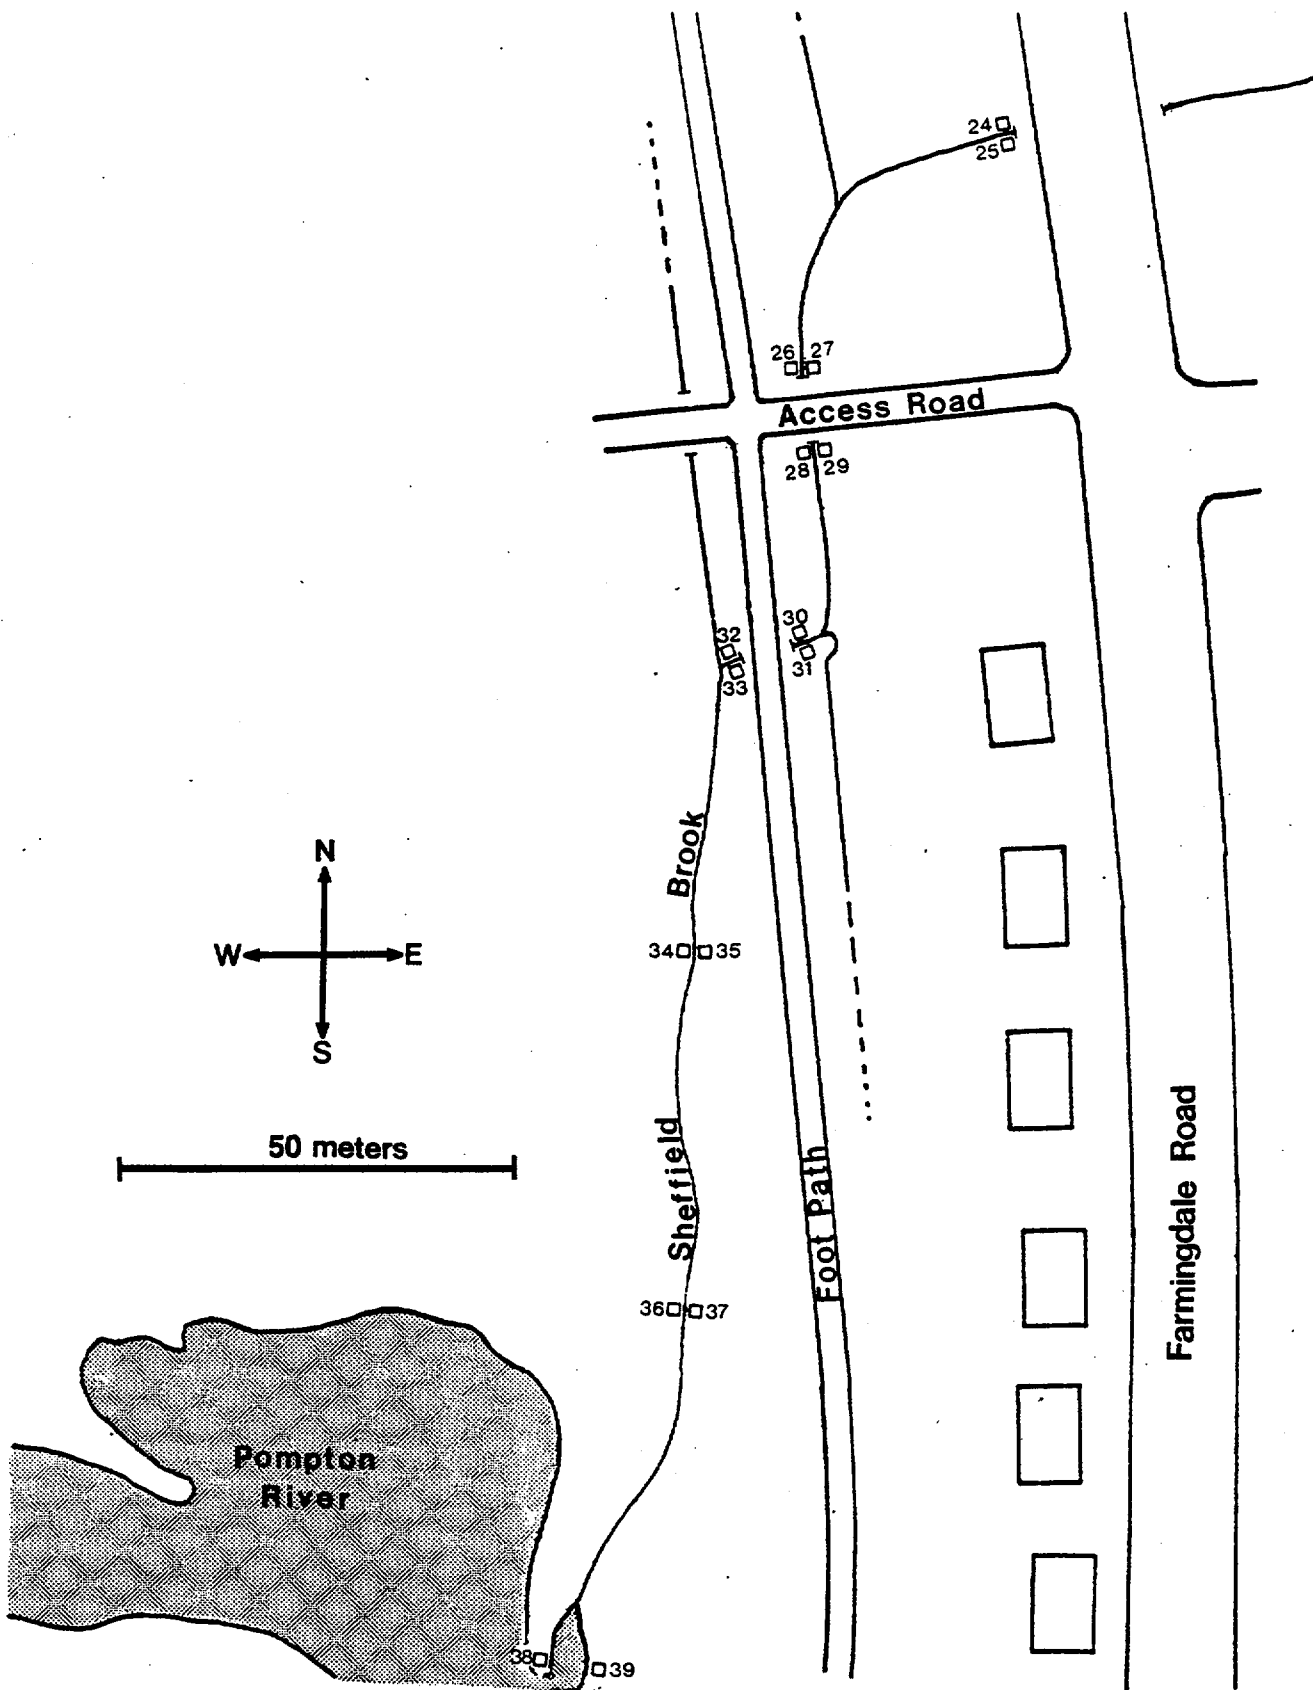 24
25
26 27
Access Road
28 29
30
31
32
33
Brook
N
W E
S
34 35
50 meters
Sheffield
Foot Path
Farmingdale Road
36 37
Pompton
River
38 39